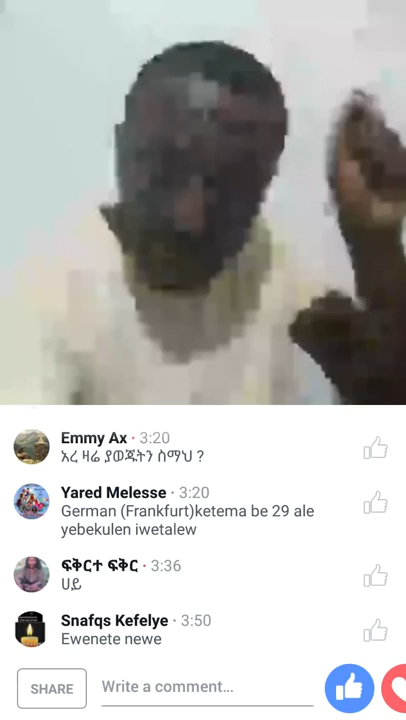 Emmy Ax · 3:20
አረ ዛሬ ያወጁትን ስማህ ?
Yared Melesse · 3:20
German (Frankfurt)ketema be 29 ale
yebekulen iwetalew
ፍቅርተ ፍቅር · 3:36
ሀይ
Snafqs Kefelye · 3:50
Ewenete newe
SHARE
Write a comment...